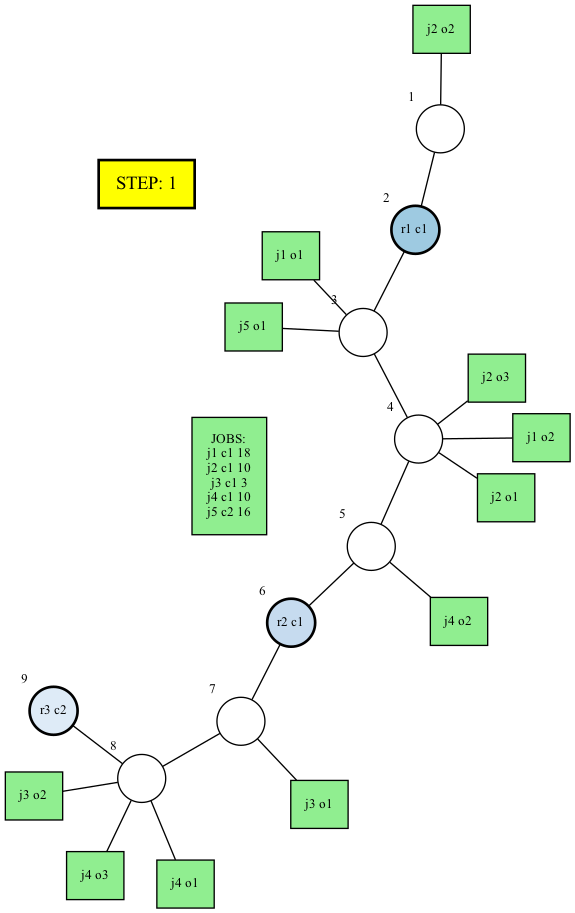 j2 o2
1
STEP: 1
2
r1 c1
j1 o1
3
j5 o1
j2 o3
4
j1 o2
JOBS:
j1 c1 18
j2 c1 10
j3 c1 3
j4 c1 10
j5 c2 16
j2 o1
5
6
r2 c1
j4 o2
9
7
r3 c2
8
j3 o2
j3 o1
j4 o3
j4 o1